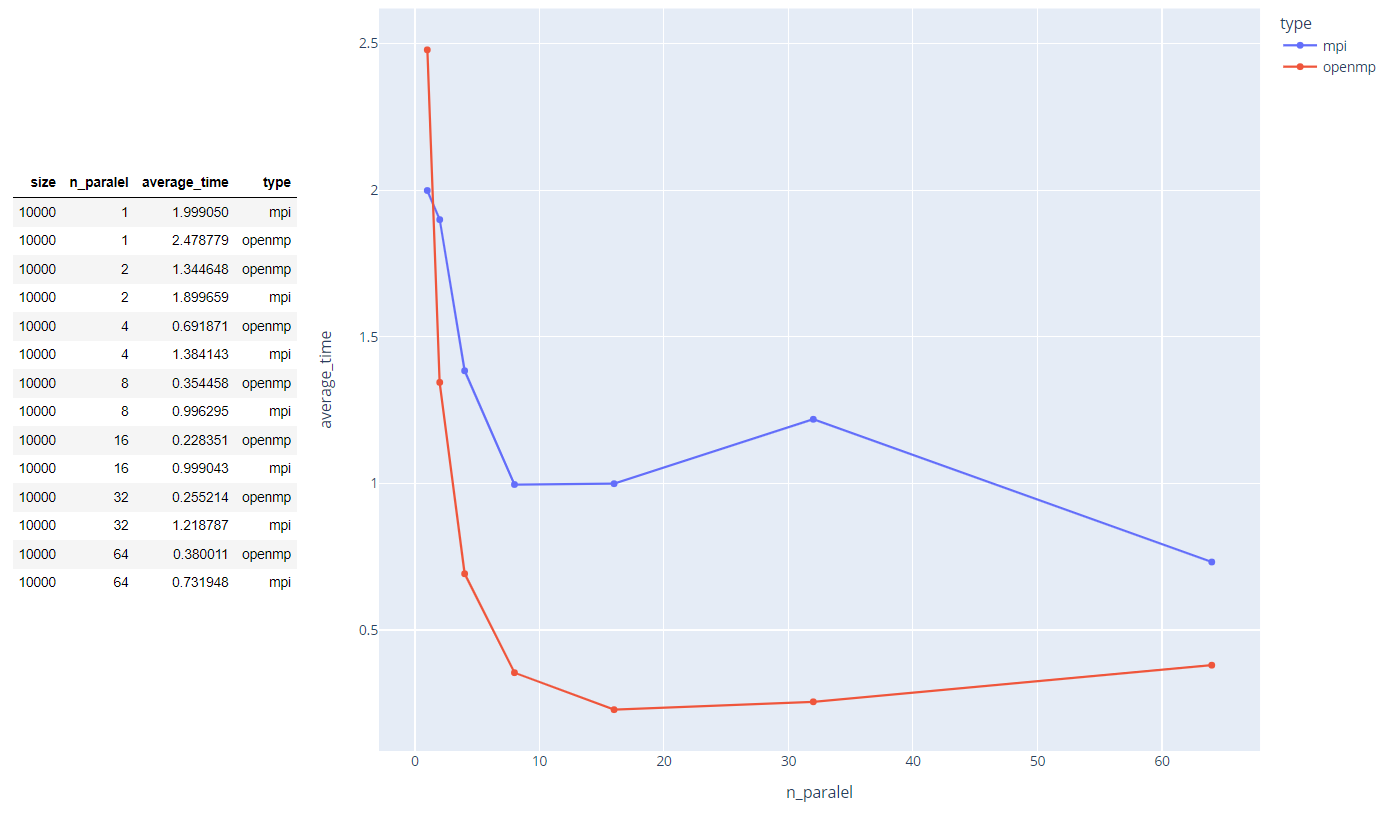 size n_paralel average_time type
10000 1 1.999050 mpi
10000 1 2.478779 openmp
10000 2 1.344648 openmp
10000 2 1.899659 mpi
10000 4 0.691871 openmp
10000 4 1.384143 mpi
10000 8 0.354458 openmp
10000 8 0.996295 mpi
10000 16 0.228351 openmp
10000 16 0.999043 mpi
10000 32 0.255214 openmp
10000 32 1.218787 mpi
10000 64 0.380011 openmp
10000 64 0.731948 mpi
average_time
2.5
2
1.5
1
0.5
0 10 20 30 40 50 60
n_paralel
type
mpi
openmp